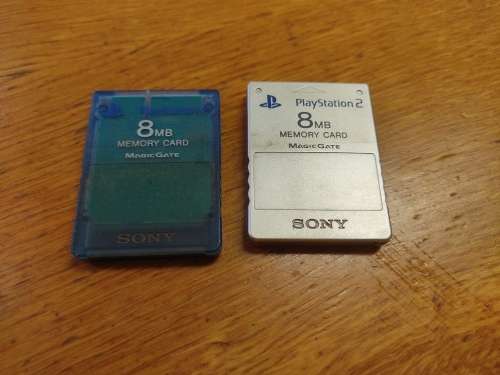 8MB
MEMORY CARD
MAGICGATE
SONY
PlayStation 2
8MB
MEMORY CARD
MAGICGATE
SONY